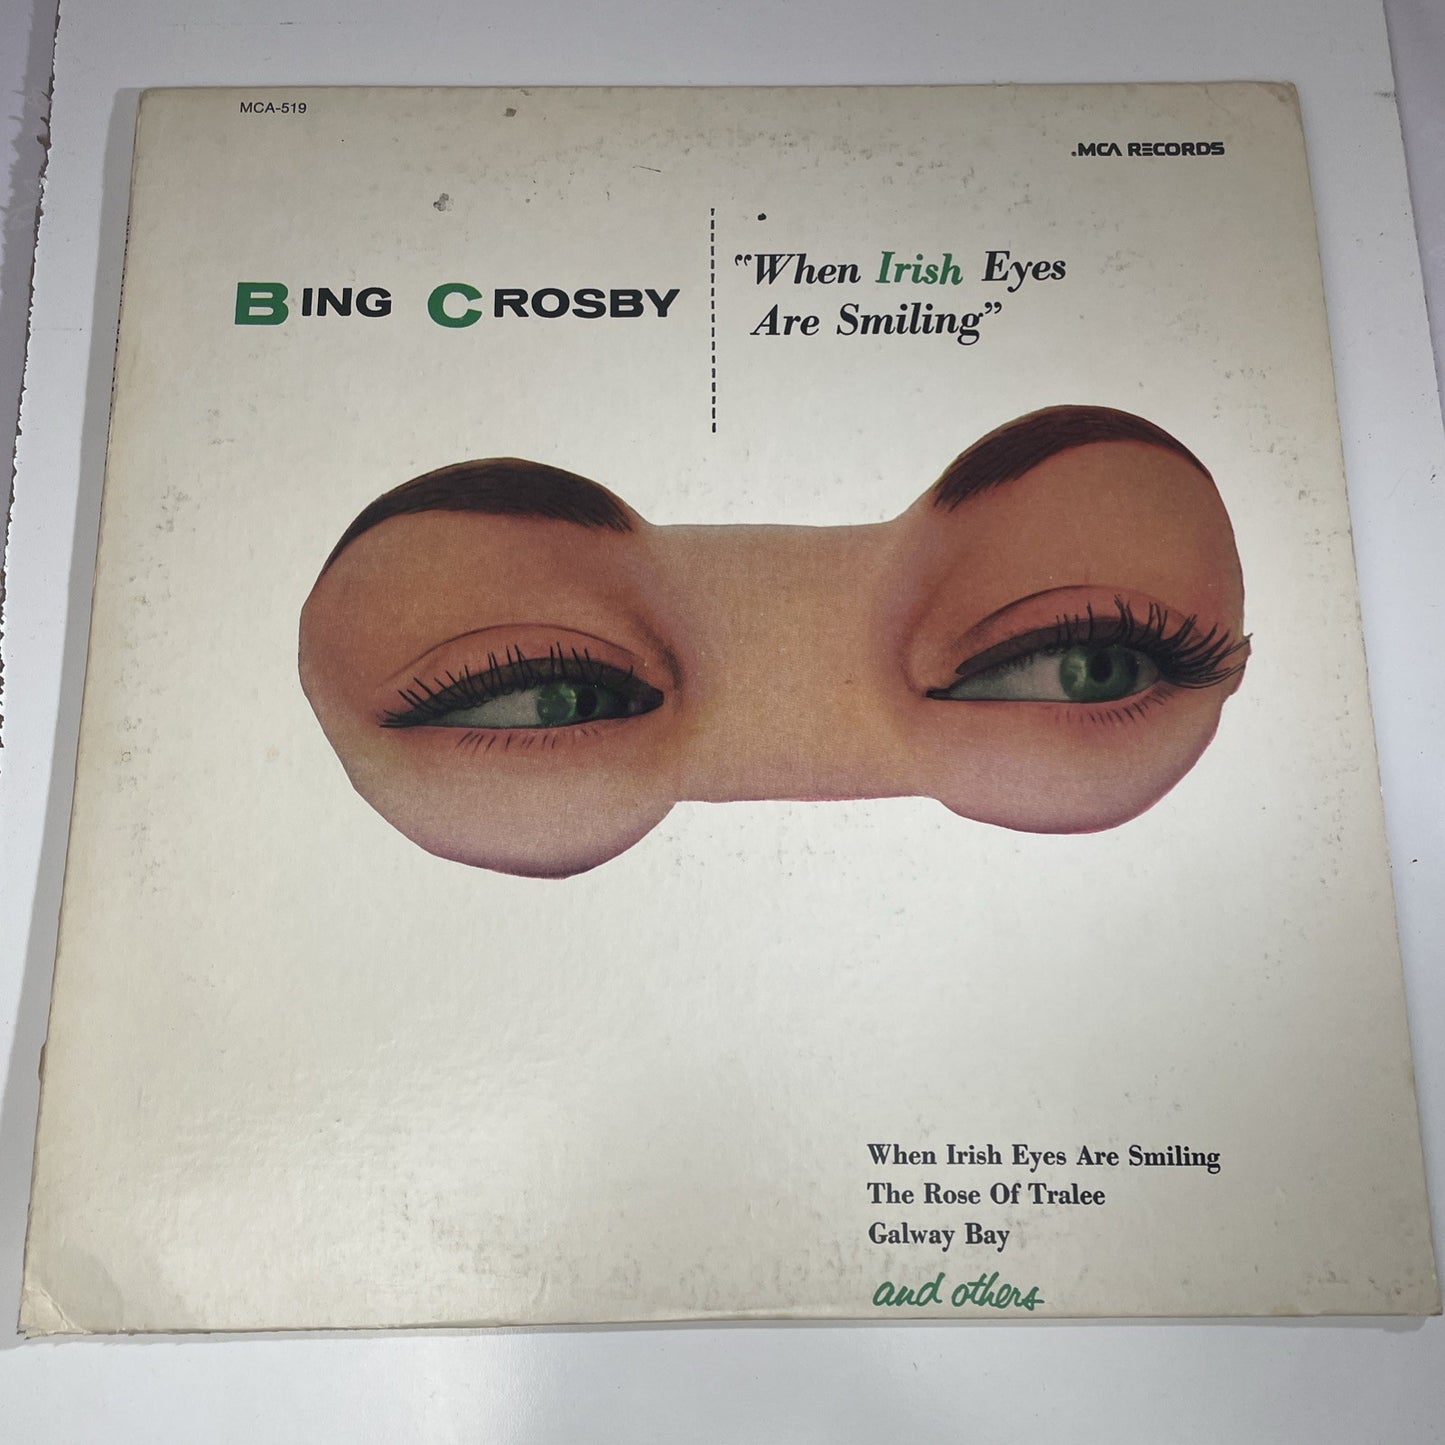 MCA-519
.MCA RECORDS
BING CROSBY
"When Irish Eyes
Are Smiling"
When Irish Eyes Are Smiling
The Rose Of Tralee
Galway Bay
and others